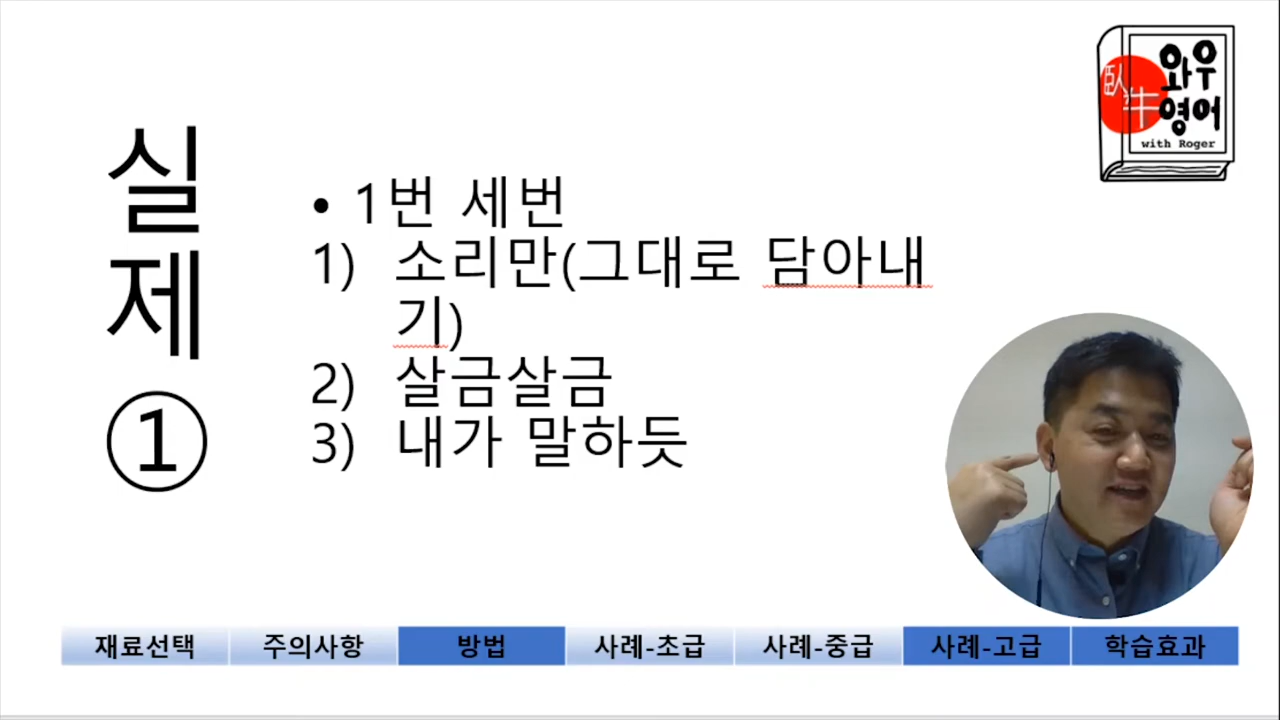 실
제
①
• 1번 세번
1) 소리만(그대로 담아내
기)
2) 살금살금
3) 내가 말하듯
臥牛
와우
영어
with Roger
재료선택 주의사항 방법 사례-초급 사례-중급 사례-고급 학습효과